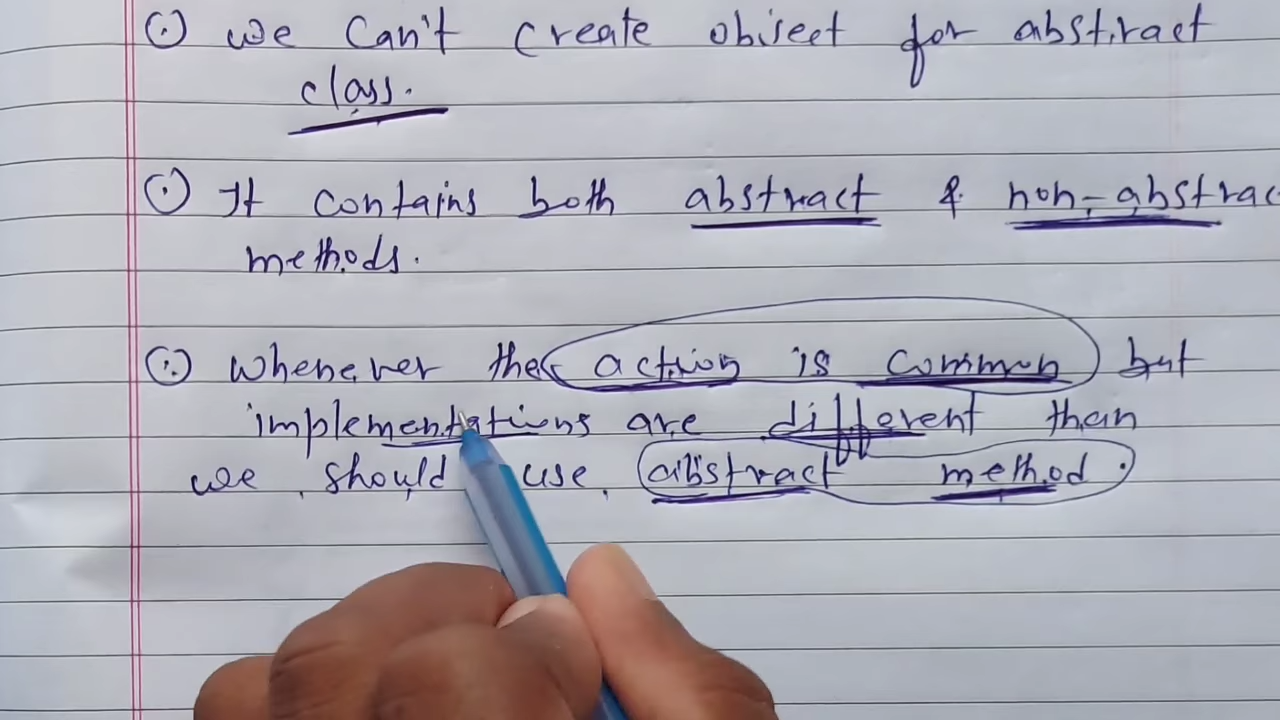 we can't create object for abstract
class.
It contains both abstract & non-abstrac
methods.
Whenever the action is common but
implementations are different than
we should use abstract method.